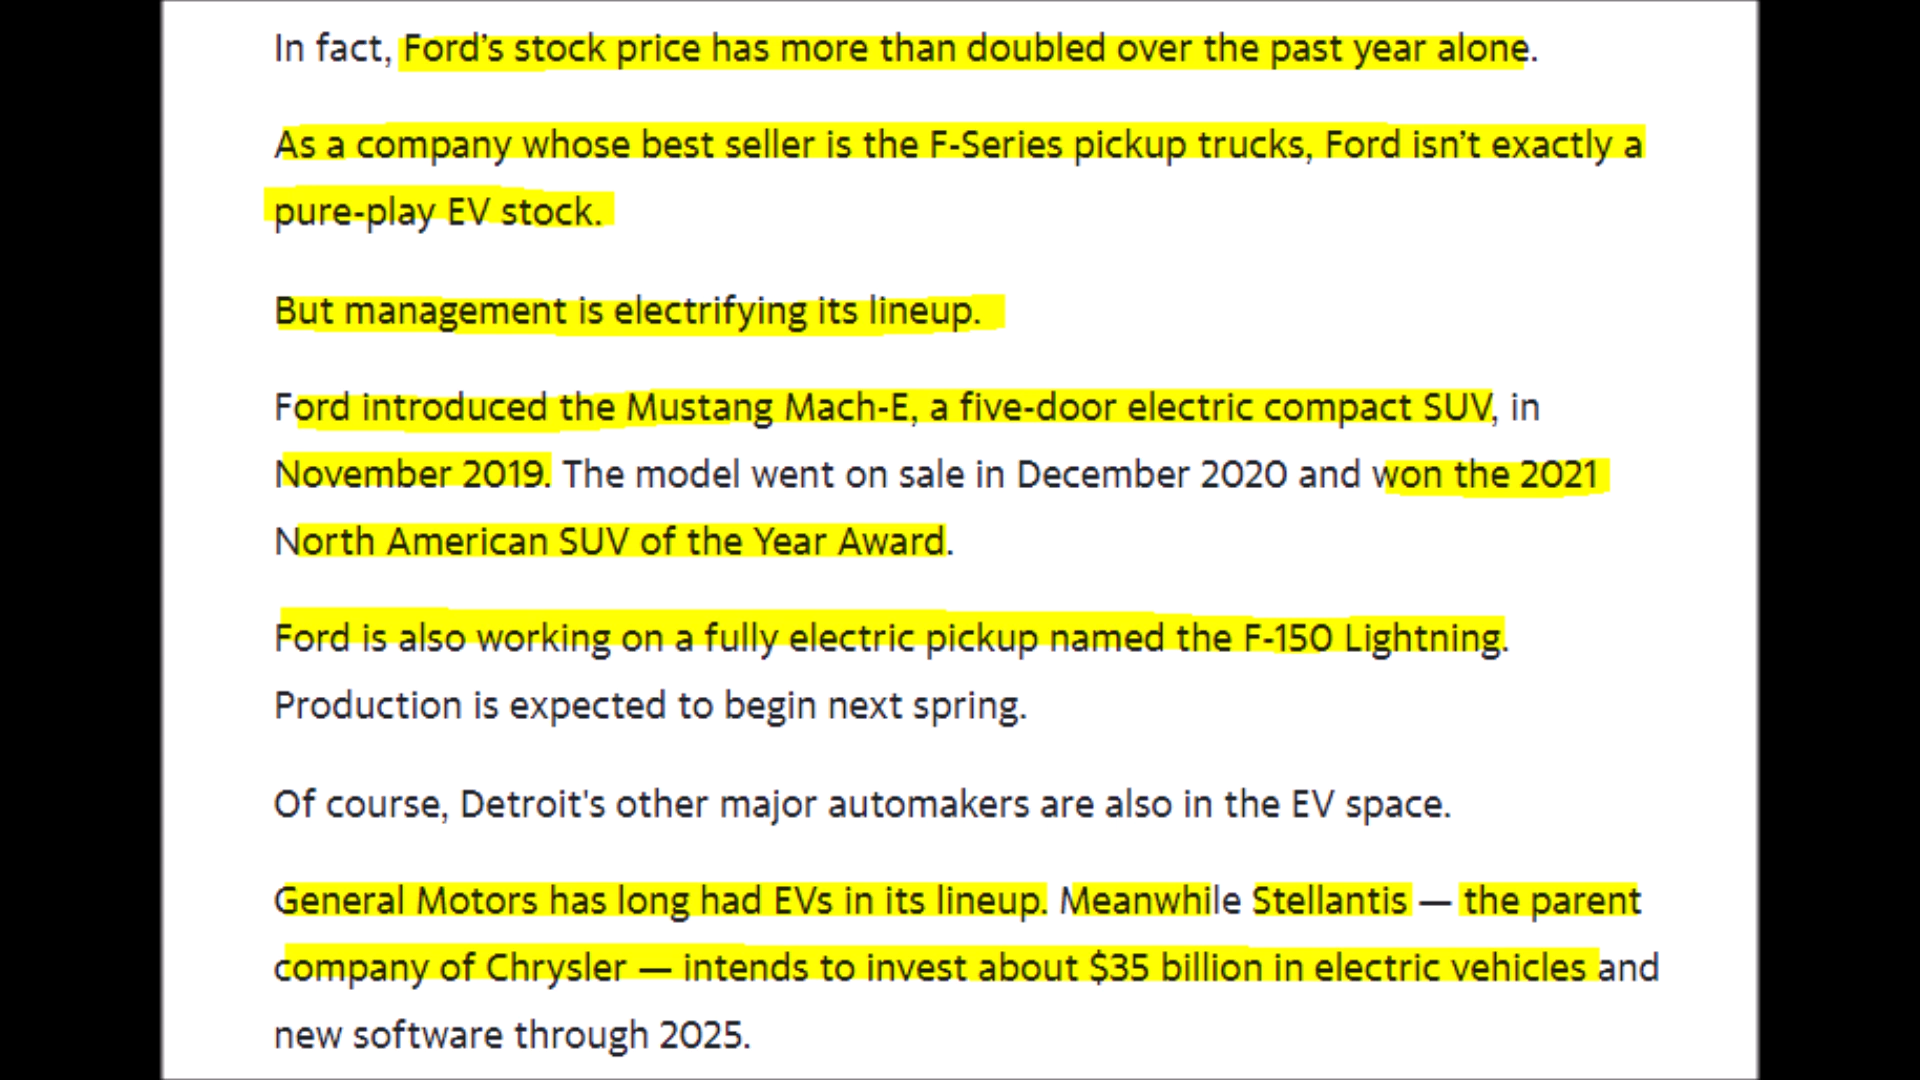 In fact, Ford’s stock price has more than doubled over the past year alone.
As a company whose best seller is the F-Series pickup trucks, Ford isn’t exactly a
pure-play EV stock.
But management is electrifying its lineup.
Ford introduced the Mustang Mach-E, a five-door electric compact SUV, in
November 2019. The model went on sale in December 2020 and won the 2021
North American SUV of the Year Award.
Ford is also working on a fully electric pickup named the F-150 Lightning.
Production is expected to begin next spring.
Of course, Detroit's other major automakers are also in the EV space.
General Motors has long had EVs in its lineup. Meanwhile Stellantis — the parent
company of Chrysler — intends to invest about $35 billion in electric vehicles and
new software through 2025.